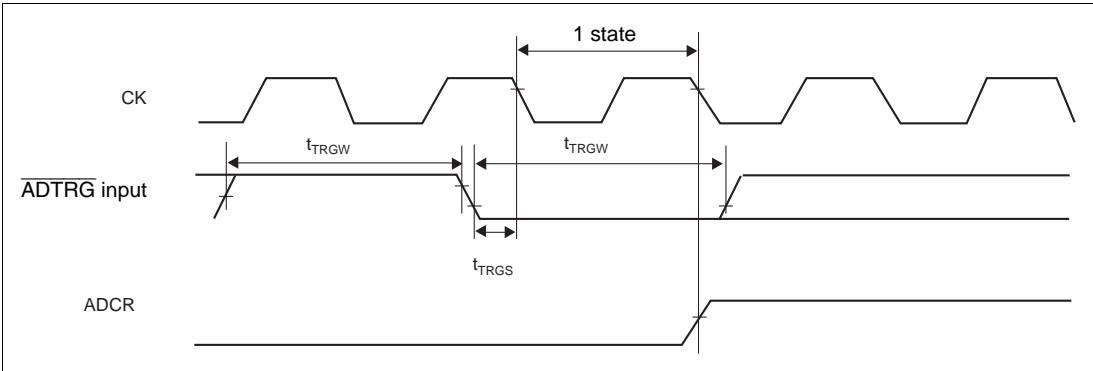 1 state
CK
tTRGW tTRGW
ADTRG input
tTRGS
ADCR